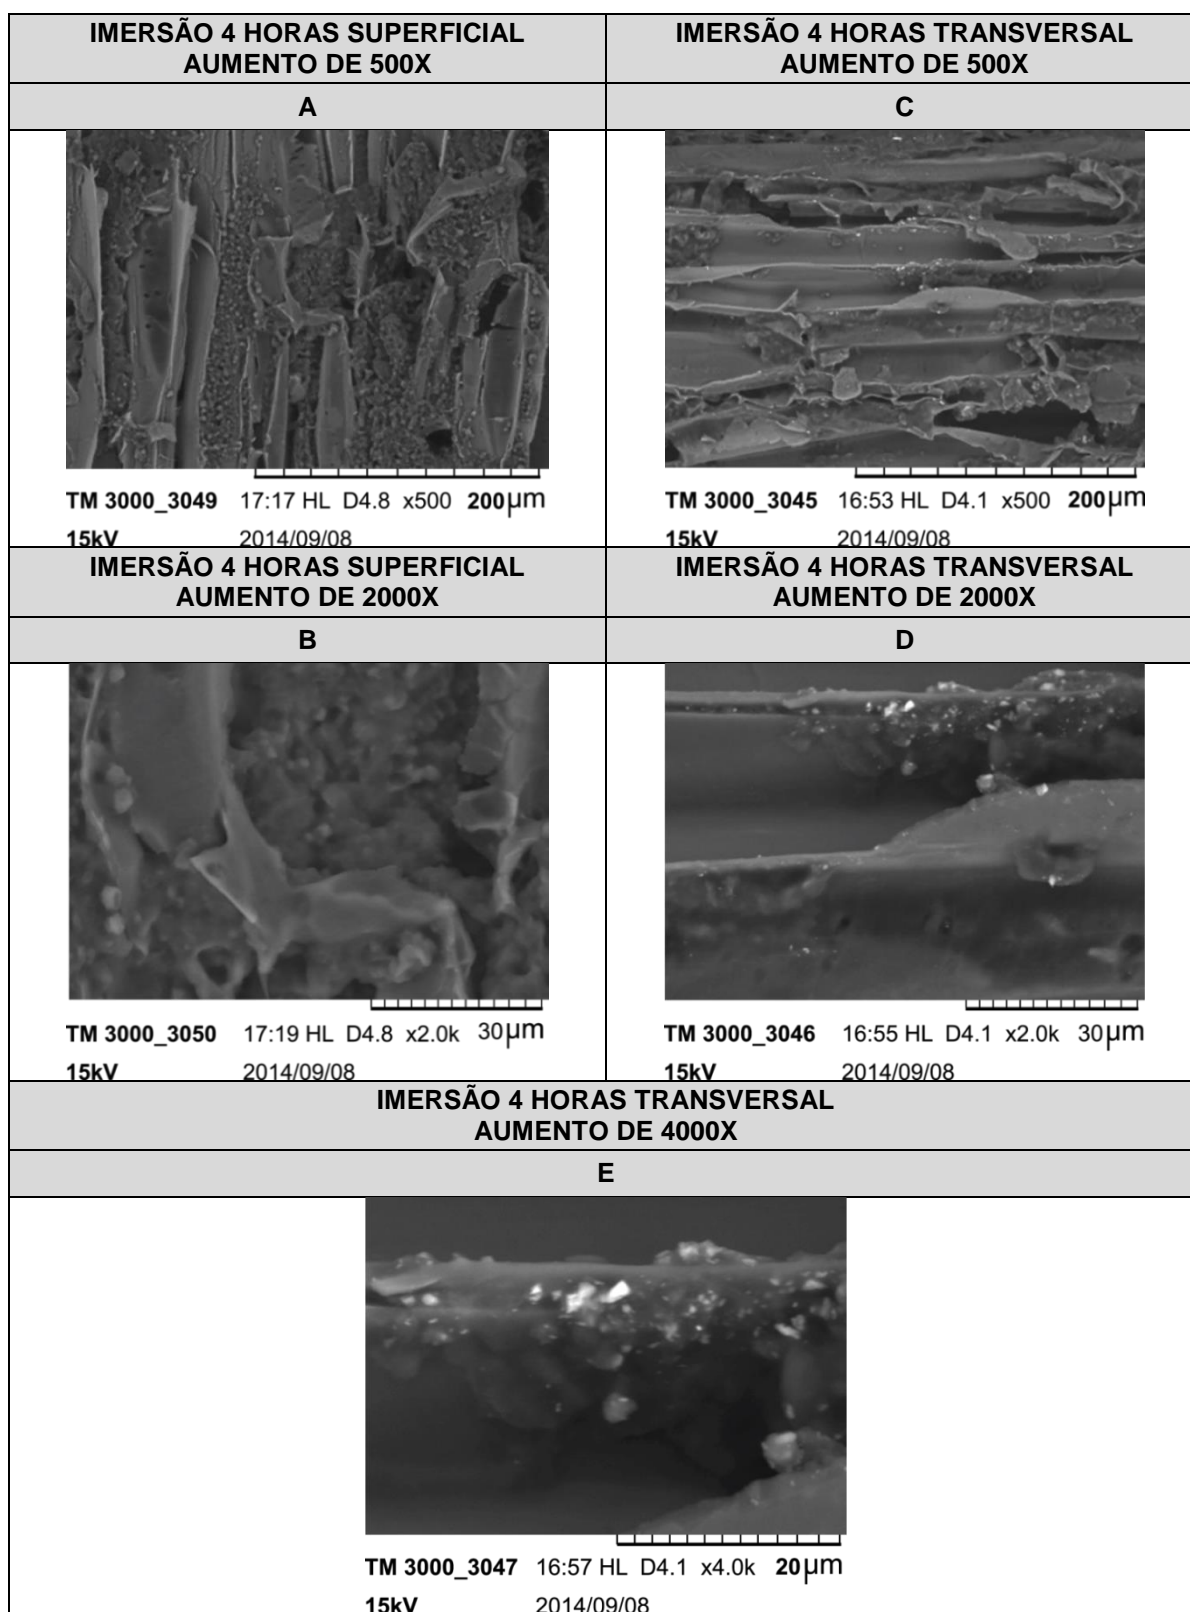 IMERSÃO 4 HORAS SUPERFICIAL
AUMENTO DE 500X
A
TM 3000_3049 17:17 HL D4.8 x500 200µm
15kV 2014/09/08
IMERSÃO 4 HORAS TRANSVERSAL
AUMENTO DE 500X
C
TM 3000_3045 16:53 HL D4.1 x500 200µm
15kV 2014/09/08
IMERSÃO 4 HORAS SUPERFICIAL
AUMENTO DE 2000X
B
TM 3000_3050 17:19 HL D4.8 x2.0k 30µm
15kV 2014/09/08
IMERSÃO 4 HORAS TRANSVERSAL
AUMENTO DE 2000X
D
TM 3000_3046 16:55 HL D4.1 x2.0k 30µm
15kV 2014/09/08
IMERSÃO 4 HORAS TRANSVERSAL
AUMENTO DE 4000X
E
TM 3000_3047 16:57 HL D4.1 x4.0k 20µm
15kV 2014/09/08